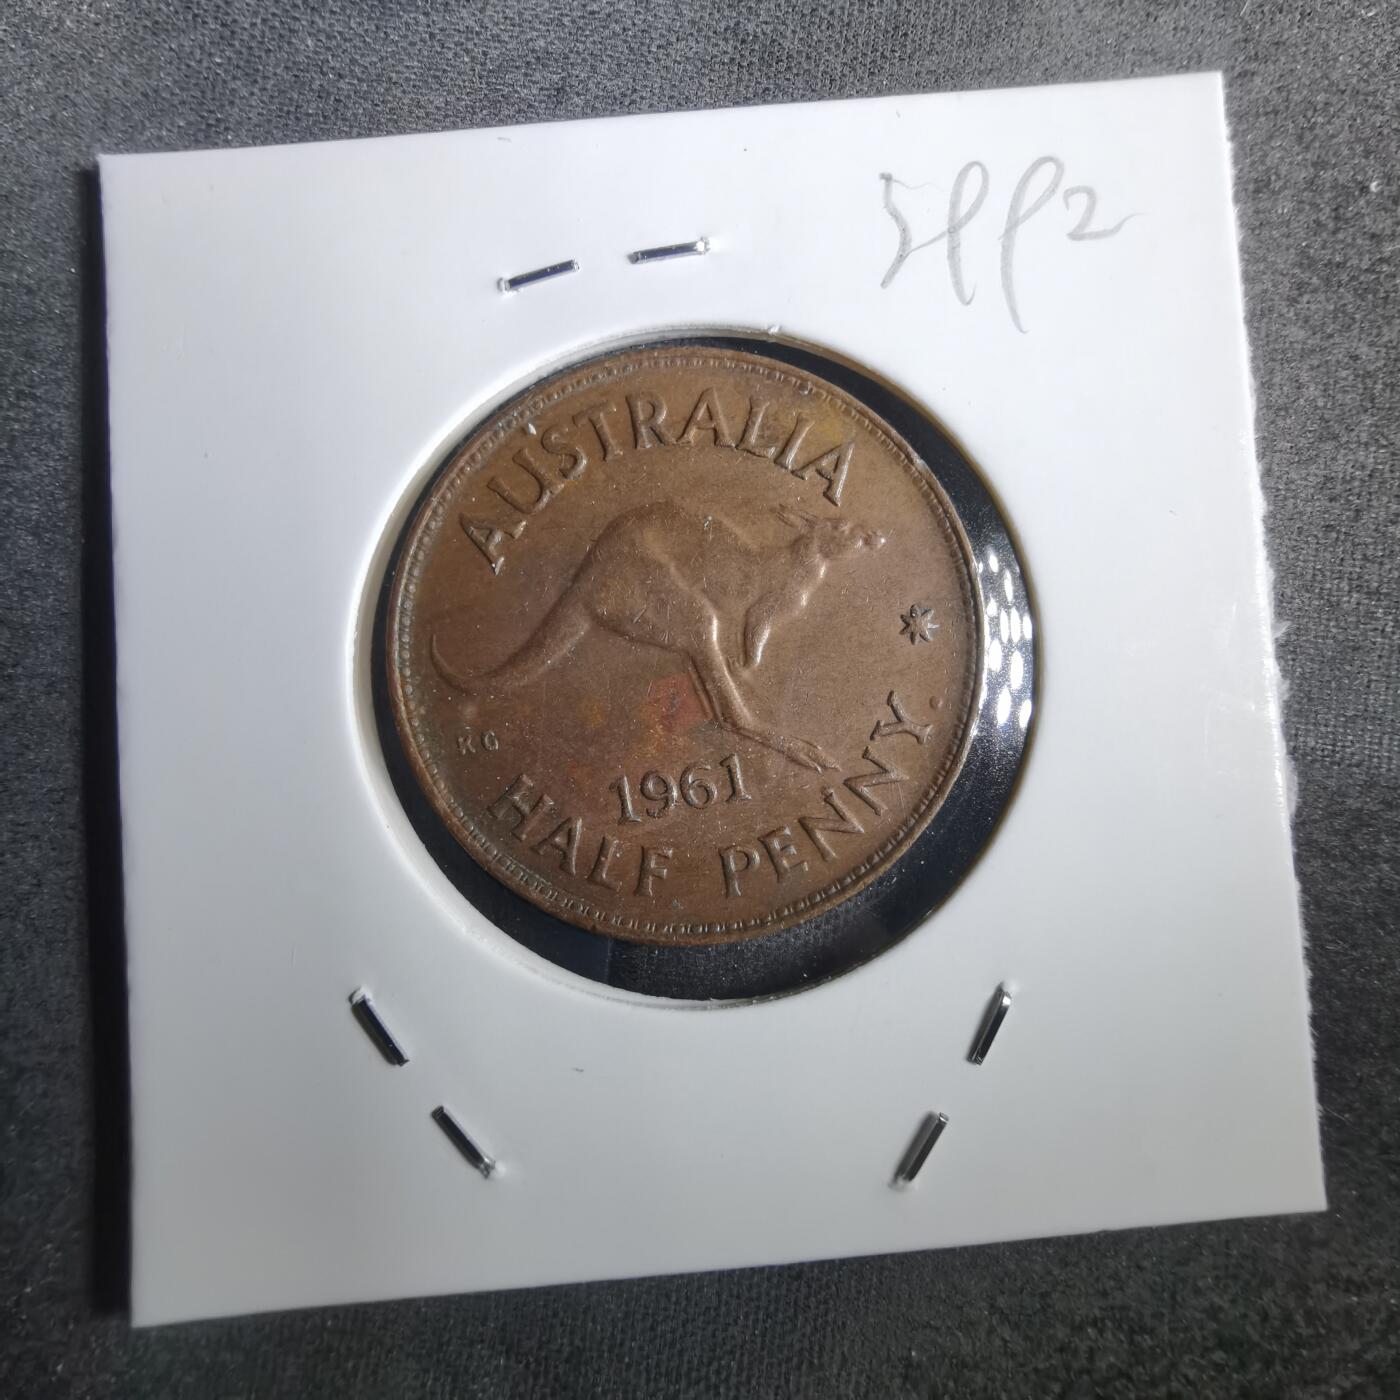 AUSTRALIA
KG
1961
HALF PENNY.